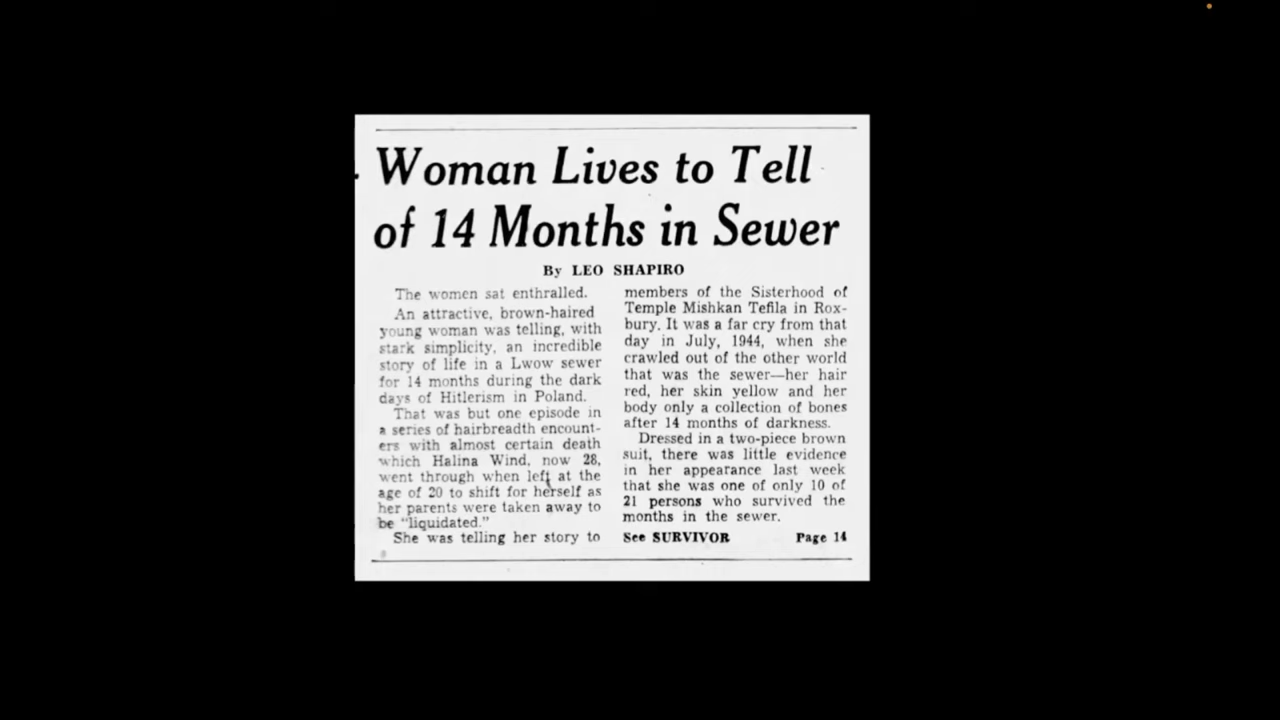 Woman Lives to Tell
of 14 Months in Sewer
By LEO SHAPIRO
The women sat enthralled.
An attractive, brown-haired
young woman was telling, with
stark simplicity, an incredible
story of life in a Lwow sewer
for 14 months during the dark
days of Hitlerism in Poland.
That was but one episode in
a series of hairbreadth encount-
ers with almost certain death
which Halina Wind, now 28,
went through when left at the
age of 20 to shift for herself as
her parents were taken away to
be "liquidated."
She was telling her story to
members of the Sisterhood of
Temple Mishkan Tefila in Rox-
bury. It was a far cry from that
day in July, 1944, when she
crawled out of the other world
that was the sewer—her hair
red, her skin yellow and her
body only a collection of bones
after 14 months of darkness.
Dressed in a two-piece brown
suit, there was little evidence
in her appearance last week
that she was one of only 10 of
21 persons who survived the
months in the sewer.
See SURVIVOR Page 14